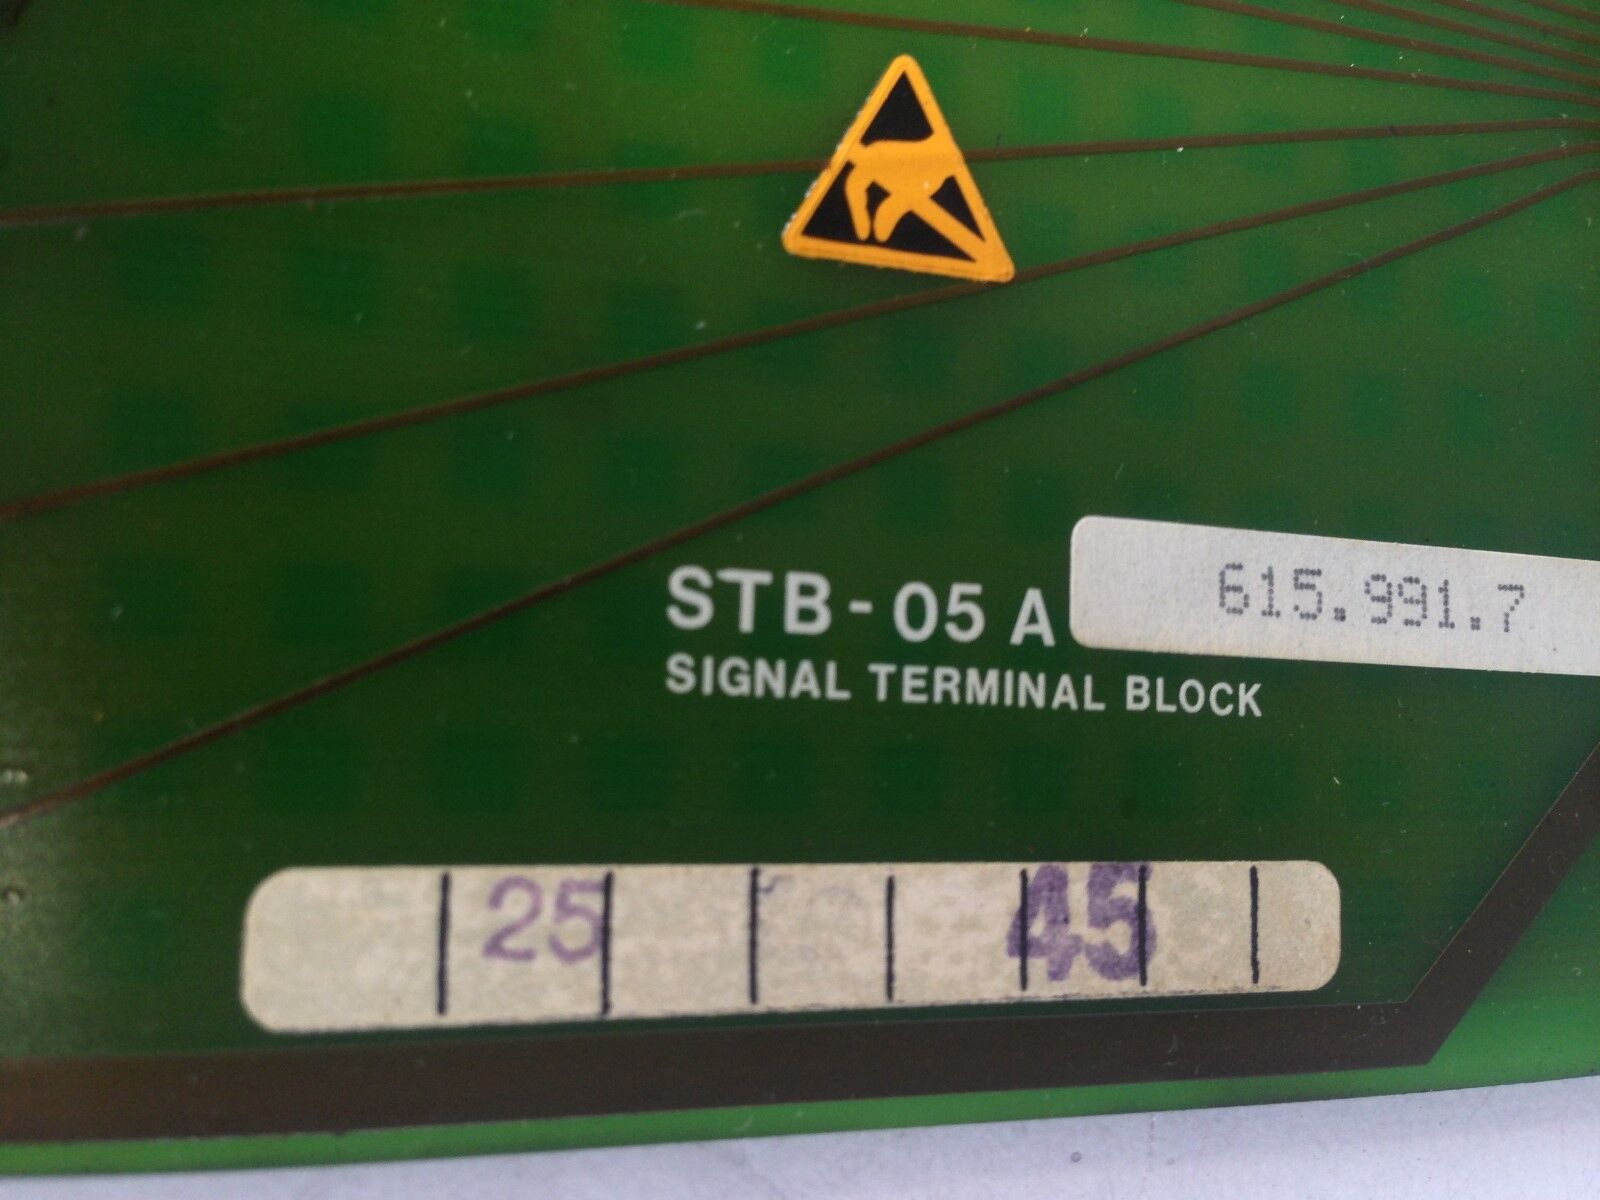 STB-05 A 615.991.7
SIGNAL TERMINAL BLOCK
25 45